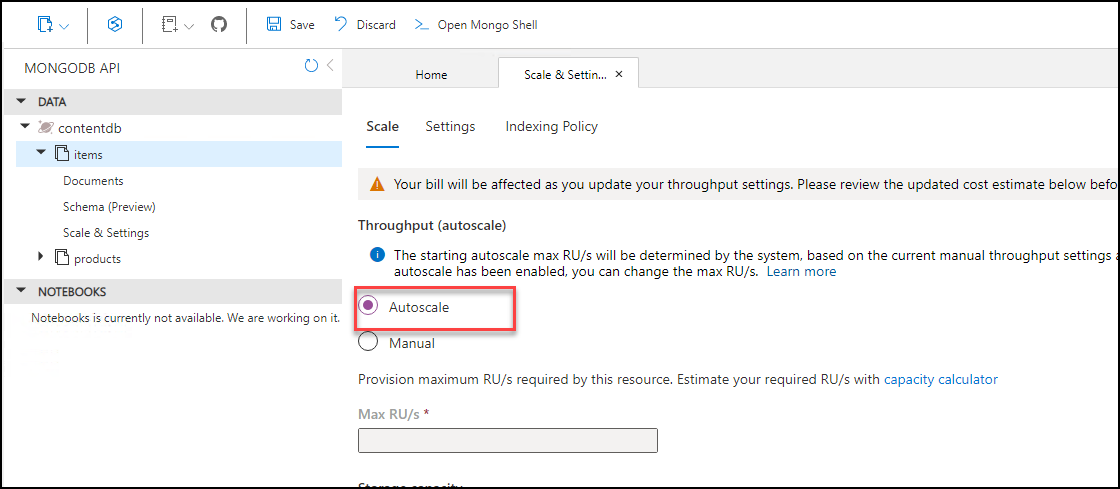 Save Discard Open Mongo Shell
MONGODB API
Home Scale & Settin... ×
DATA
contentdb
items
Documents
Schema (Preview)
Scale & Settings
products
NOTEBOOKS
Notebooks is currently not available. We are working on it.
Scale Settings Indexing Policy
Your bill will be affected as you update your throughput settings. Please review the updated cost estimate below befo
Throughput (autoscale)
The starting autoscale max RU/s will be determined by the system, based on the current manual throughput settings a
autoscale has been enabled, you can change the max RU/s. Learn more
Autoscale
Manual
Provision maximum RU/s required by this resource. Estimate your required RU/s with capacity calculator
Max RU/s *
Storage capacity